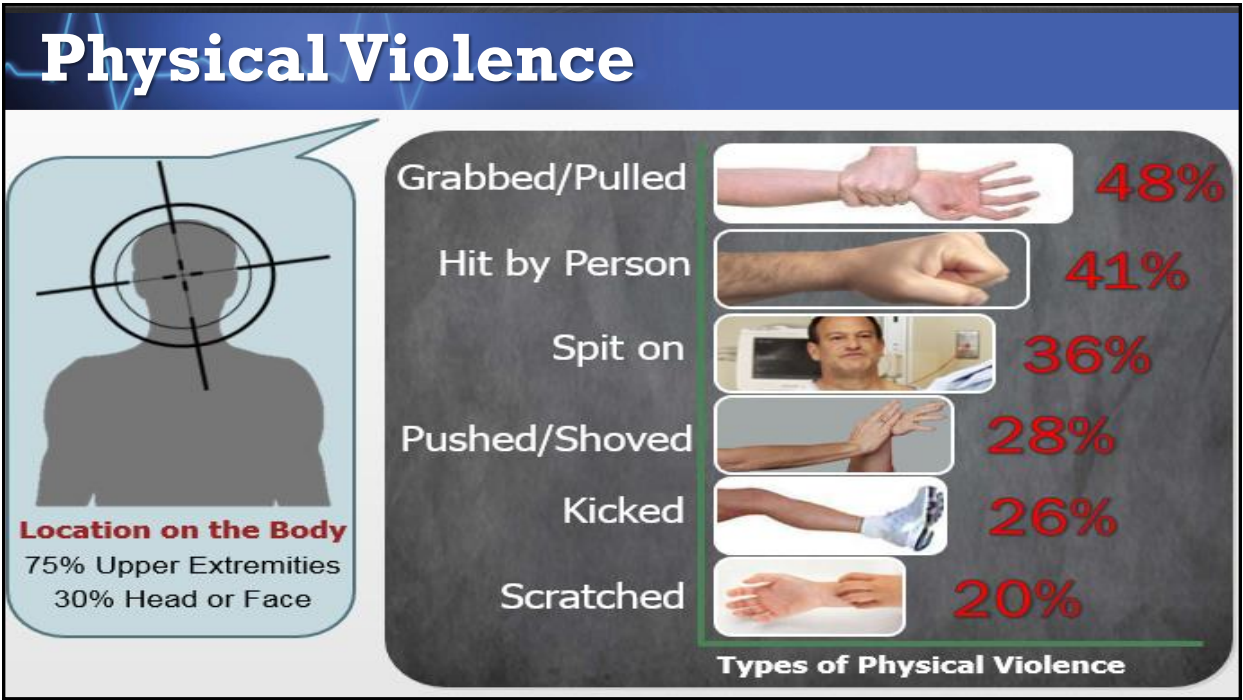 Physical Violence
Location on the Body
75% Upper Extremities
30% Head or Face
Grabbed/Pulled 48%
Hit by Person 41%
Spit on 36%
Pushed/Shoved 28%
Kicked 26%
Scratched 20%
Types of Physical Violence